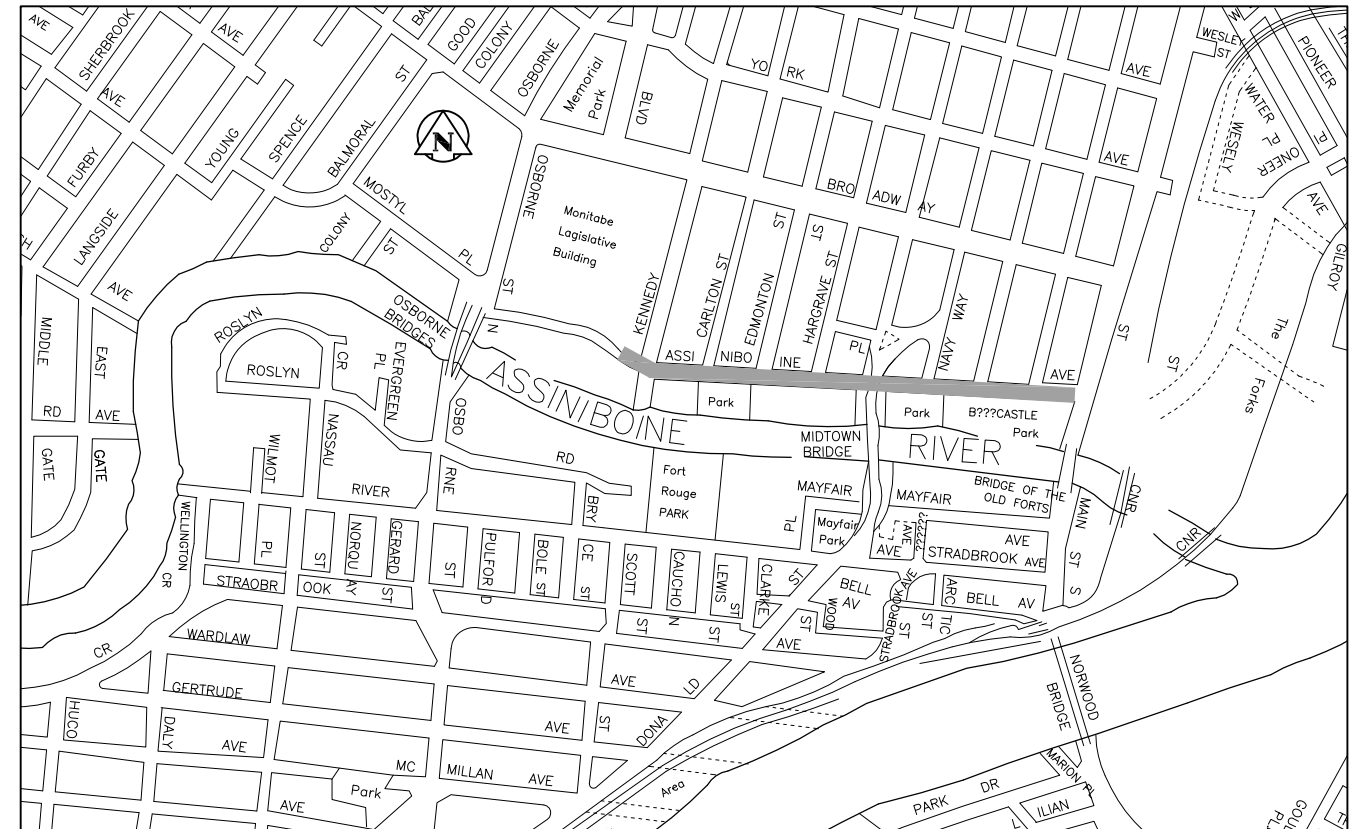 AVE
SHERBROOK
AVE
AVE
ST
GOOD
COLONY
OSBORNE
Memorial
Park
BLVD
YO RK
AVE
WESLEY
ST
PIONEER
WATER
PL
WESELY
ONEER
PL
AVE
GILROY
FURBY
YOUNG
SPENCE
BALMORAL
N
MOSTYL
PL
OSBORNE
ST
Monitabe
Lagislative
Building
BRO ADW AY
AVE
LANGSIDE
COLONY
ST
AVE
KENNEDY
CARLTON ST
EDMONTON
ST
HARGRAVE ST
ST
NAVY WAY
PL
ST
ST
The
Forks
ASSI NIBO INE
AVE
MIDDLE
RD
EAST
AVE
GATE
GATE
ROSLYN
ROSLYN
CR
PL
EVERGREEN
OSBORNE
BRIDGES
N
ASSINIBOINE
RIVER
Park
Park
B???CASTLE
Park
MIDTOWN
BRIDGE
BRIDGE OF THE
OLD FORTS
CNR
CNR
WILMOT
PL
NASSAU
ST
RIVER
OSBO
RNE
ST
RD
Fort
Rouge
PARK
BRY
CE
ST
MAYFAIR
PL
MAYFAIR
Mayfair
Park
AVE
AVE
??????
AVE
STRADBROOK AVE
MAIN
ST
S
WELLINGTON
CR
CR
NORQU
AY
GERARD
ST
PULFOR
D
BOLE ST
SCOTT
ST
CAUCHO
N
LEWIS
ST
ST
CLARKE
ST
BELL
AV
WOOD
ST
STRADBROOK AVE
ST
ARC
TIC
ST
BELL AV
STRAOBR OOK
WARDLAW
AVE
GERTRUDE
AVE
LD
DONA
ST
HUCO
DALY
AVE
AVE
MC MILLAN AVE
AVE
Park
Area
NORWOOD
BRIDGE
MARION PL
PARK DR
ILIAN